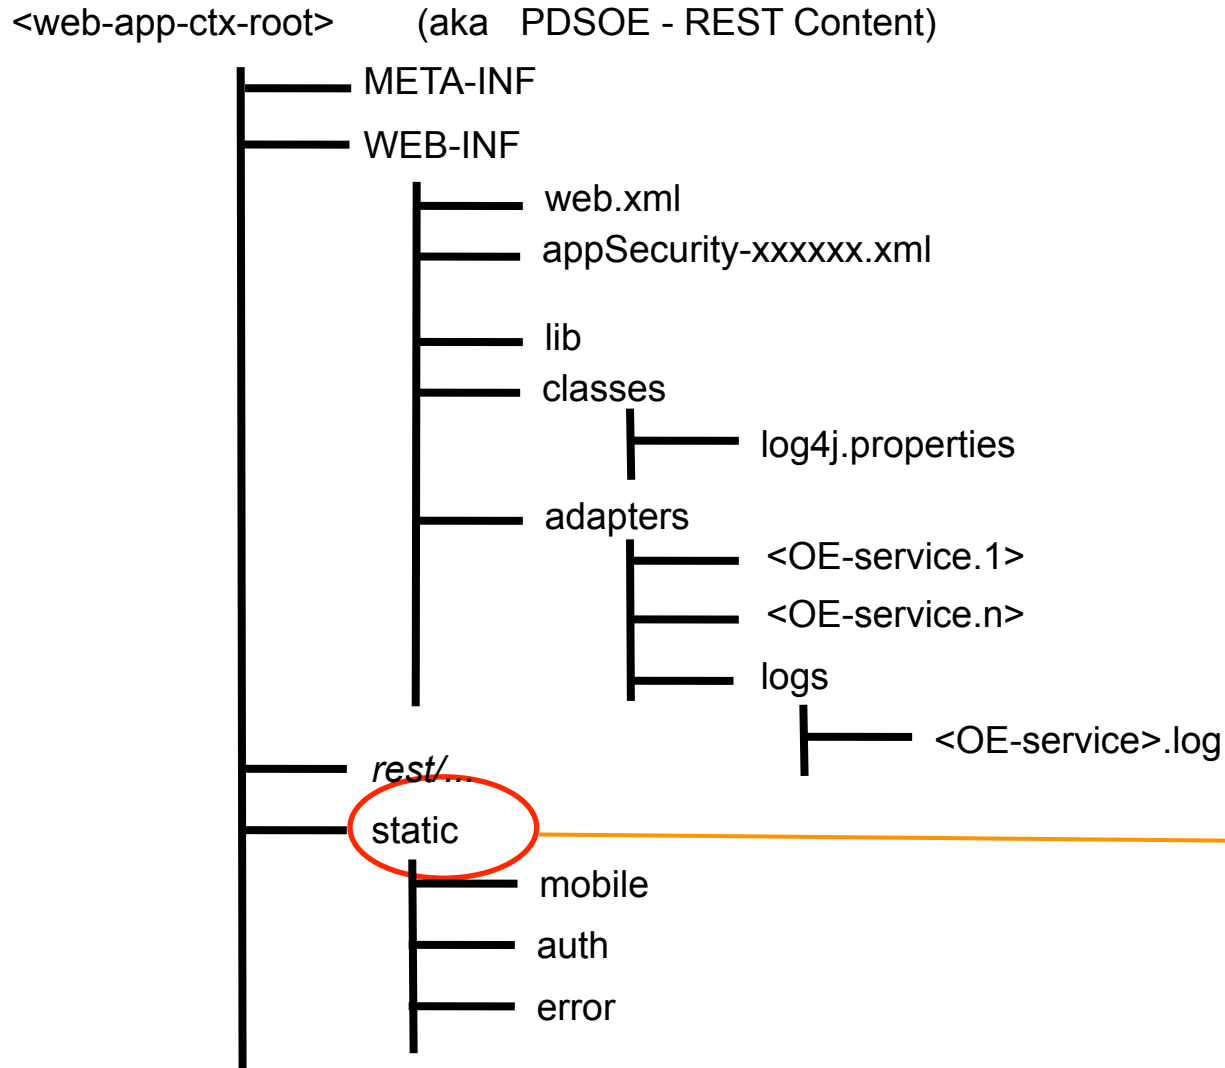 <web-app-ctx-root> (aka PDSOE - REST Content)
META-INF
WEB-INF
web.xml
appSecurity-xxxxxx.xml
lib
classes
log4j.properties
adapters
<OE-service.1>
<OE-service.n>
logs
<OE-service>.log
rest/...
static
mobile
auth
error